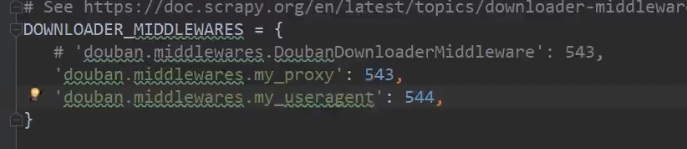 # See https://doc.scrapy.org/en/latest/topics/downloader-middlewar
DOWNLOADER_MIDDLEWARES = {
# 'douban.middlewares.DoubanDownloaderMiddleware': 543,
'douban.middlewares.my_proxy': 543,
'douban.middlewares.my_useragent': 544,
}